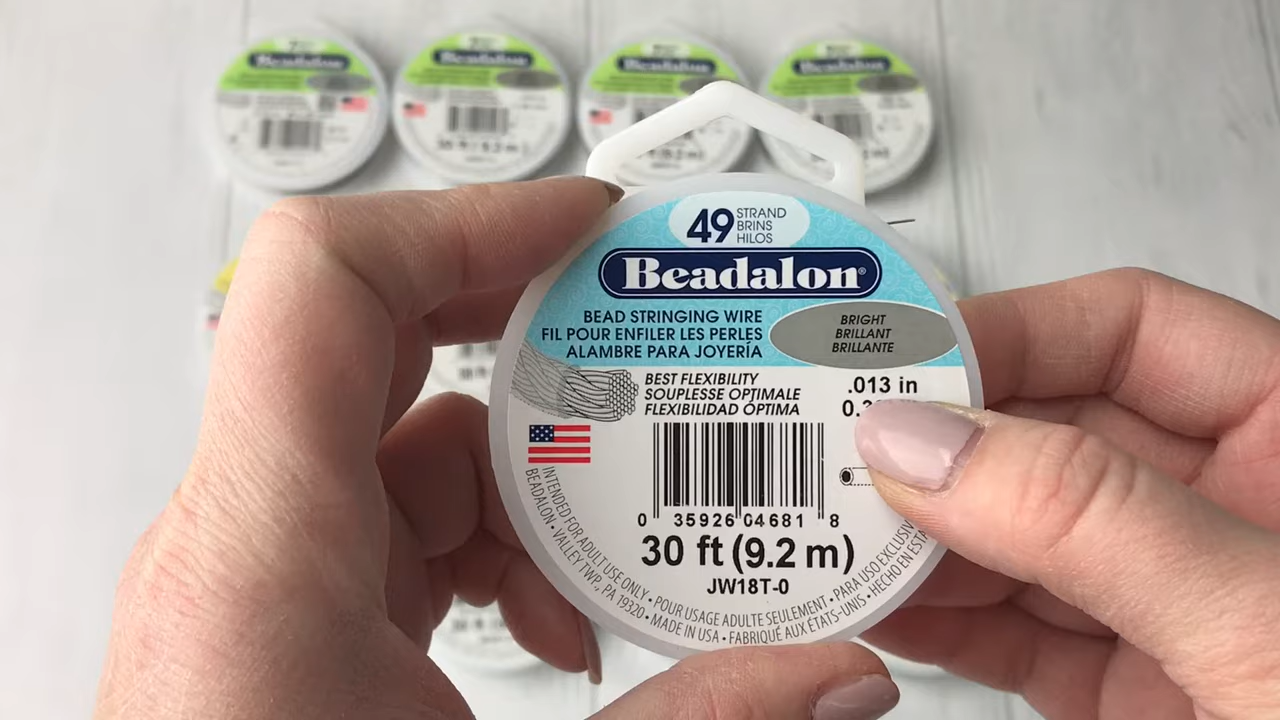 Beadalon
Beadalon
Beadalon
Beadalon
49
STRAND
BRINS
HILOS
Beadalon®
BEAD STRINGING WIRE
FIL POUR ENFILER LES PERLES
ALAMBRE PARA JOYERÍA
BRIGHT
BRILLANT
BRILLANTE
BEST FLEXIBILITY
SOUPLESSE OPTIMALE
FLEXIBILIDAD ÓPTIMA
.013 in
0 35926 04681 8
30 ft (9.2 m)
JW18T-0
INTENDED FOR ADULT USE ONLY • POUR USAGE ADULTE SEULEMENT • PARA USO
BEADALON • VALLEY TWP., PA 19320 • MADE IN USA • FABRIQUÉ AUX ÉTATS-UNIS • HECHO EN